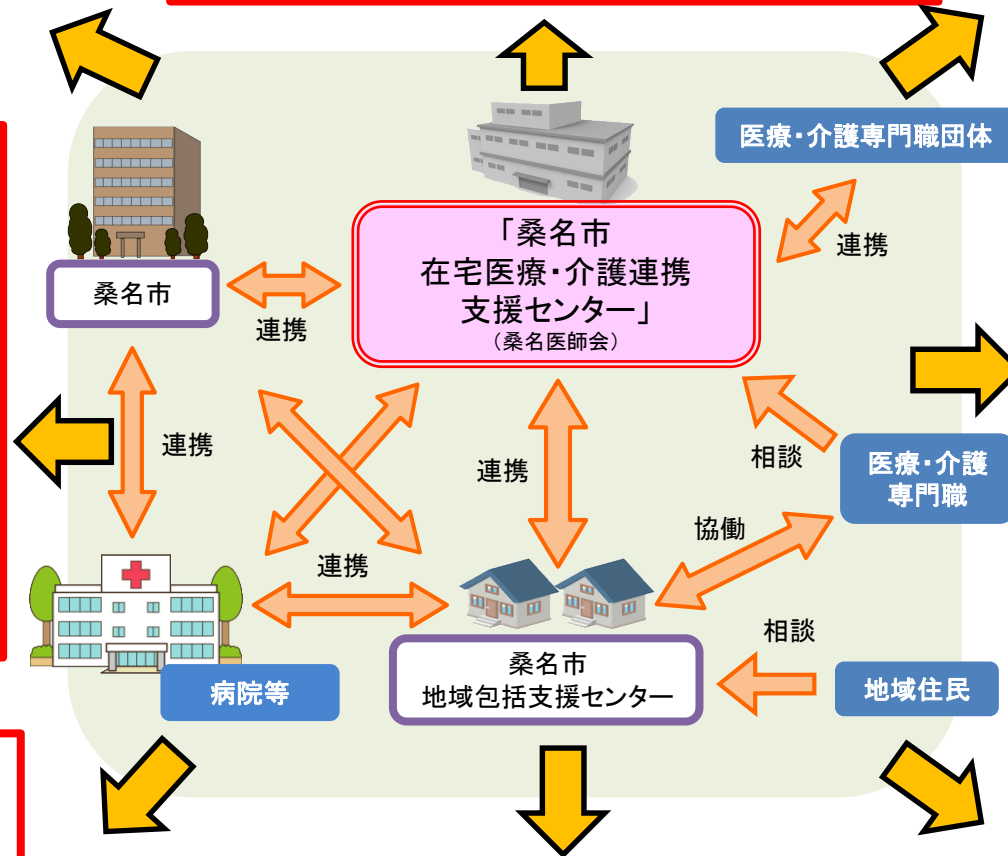 医療・介護専門職団体
「桑名市
在宅医療・介護連携
支援センター」
（桑名医師会）
連携
桑名市
連携
連携
連携
相談
医療・介護
専門職
協働
連携
相談
桑名市
地域包括支援センター
病院等
地域住民